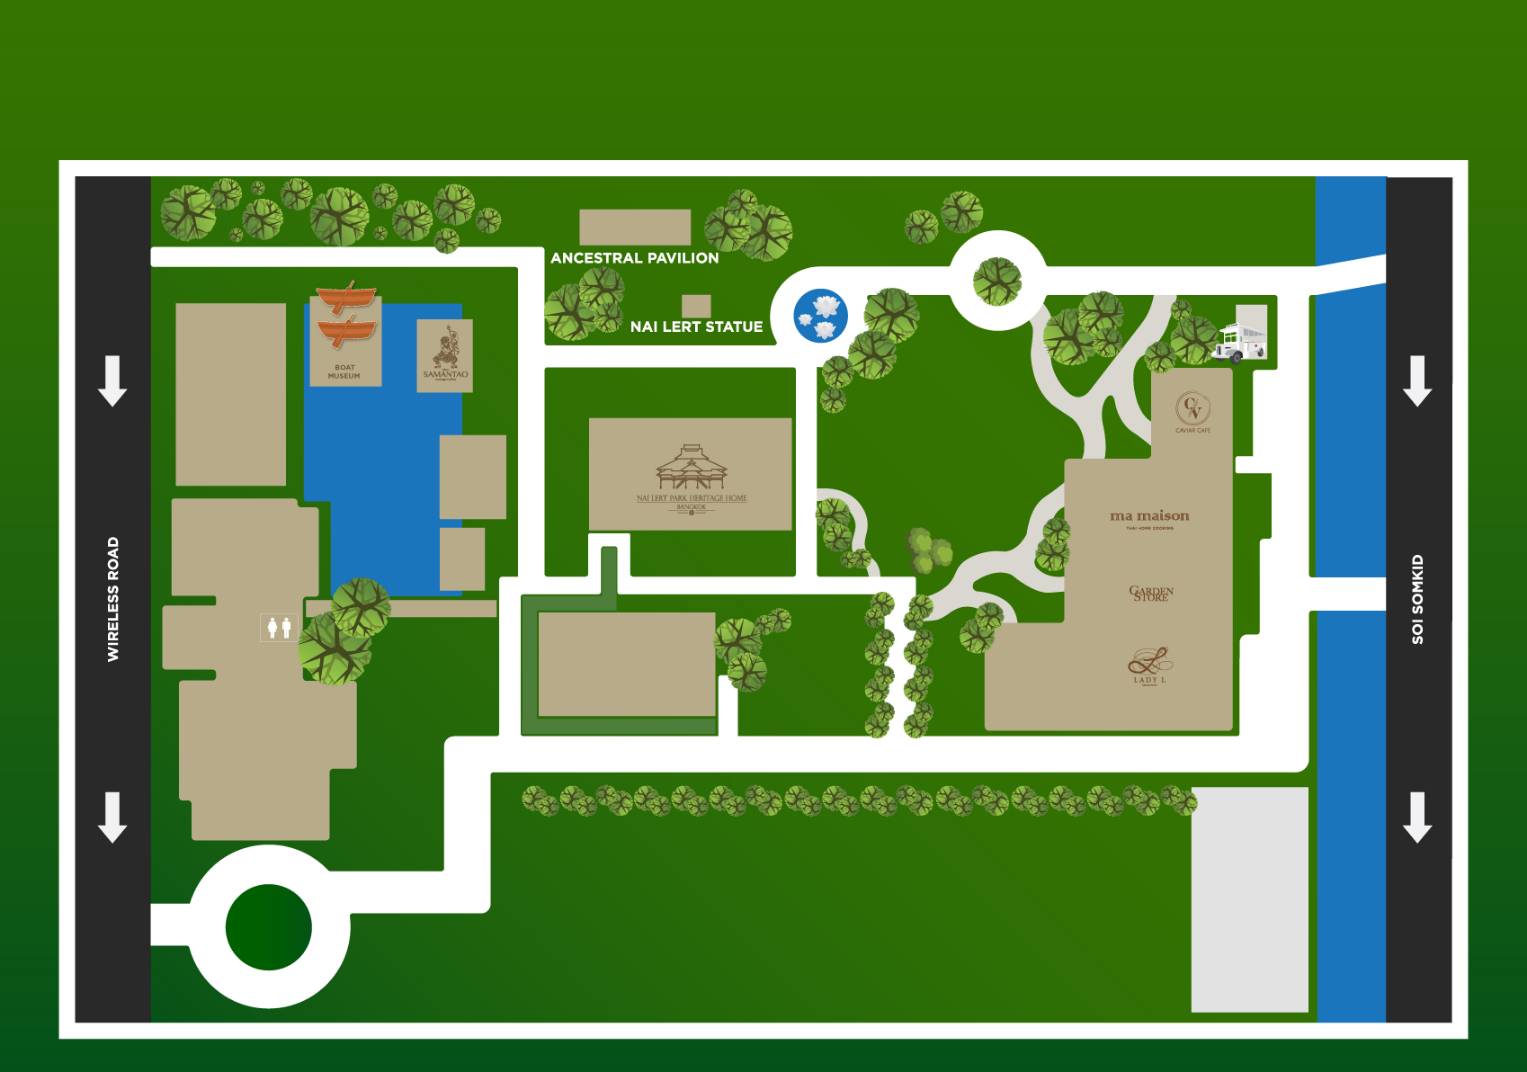 ANCESTRAL PAVILION
NAI LERT STATUE
BOAT
MUSEUM
SAMANTAO
CV
CAVIAR CAFE
NAI LERT PARK HERITAGE HOME
BANGKOK
ma maison
THAI HOME COOKING
GARDEN
STORE
L
LADY L
WIRELESS ROAD
SOI SOMKID